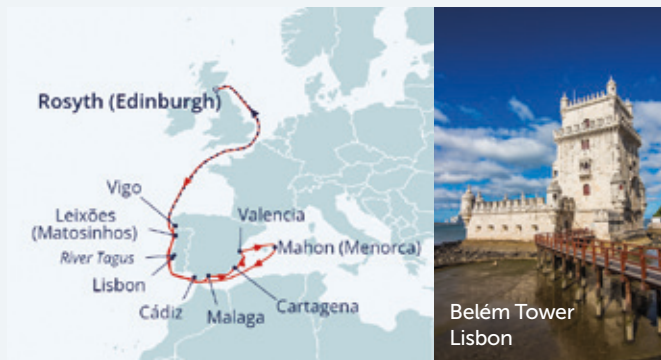 Rosyth (Edinburgh)
Vigo
Leixões
(Matosinhos)
River Tagus
Lisbon
Cádiz
Malaga
Cartagena
Valencia
Mahon (Menorca)
Belém Tower
Lisbon